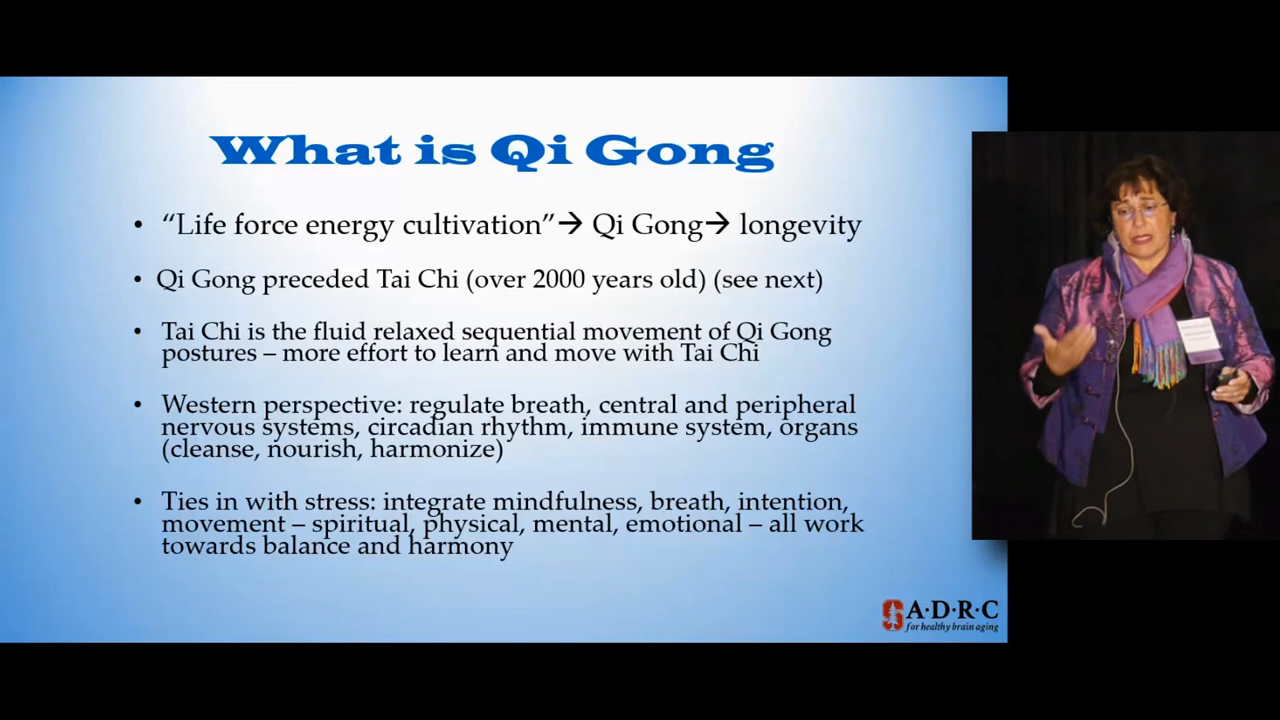 What is Qi Gong
• “Life force energy cultivation”→ Qi Gong→ longevity
• Qi Gong preceded Tai Chi (over 2000 years old) (see next)
• Tai Chi is the fluid relaxed sequential movement of Qi Gong
postures – more effort to learn and move with Tai Chi
• Western perspective: regulate breath, central and peripheral
nervous systems, circadian rhythm, immune system, organs
(cleanse, nourish, harmonize)
• Ties in with stress: integrate mindfulness, breath, intention,
movement – spiritual, physical, mental, emotional – all work
towards balance and harmony
A·D·R·C
for healthy brain aging